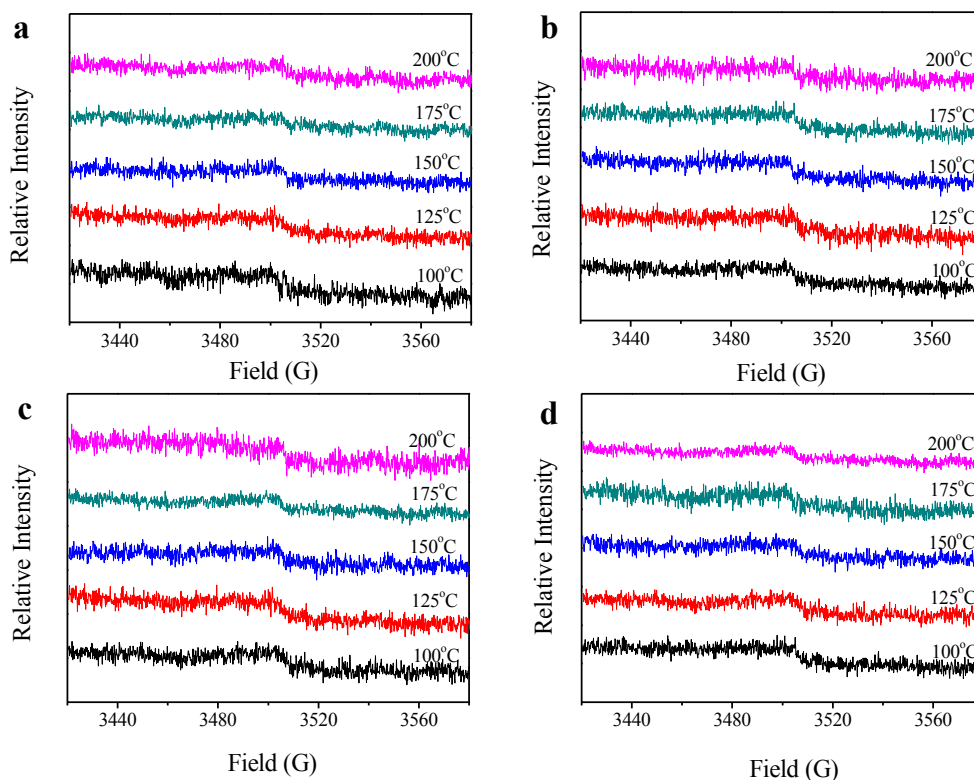 a
200°C
175°C
150°C
125°C
100°C
Relative Intensity
3440 3480 3520 3560
Field (G)
b
200°C
175°C
150°C
125°C
100°C
Relative Intensity
3440 3480 3520 3560
Field (G)
c
200°C
175°C
150°C
125°C
100°C
Relative Intensity
3440 3480 3520 3560
Field (G)
d
200°C
175°C
150°C
125°C
100°C
Relative Intensity
3440 3480 3520 3560
Field (G)